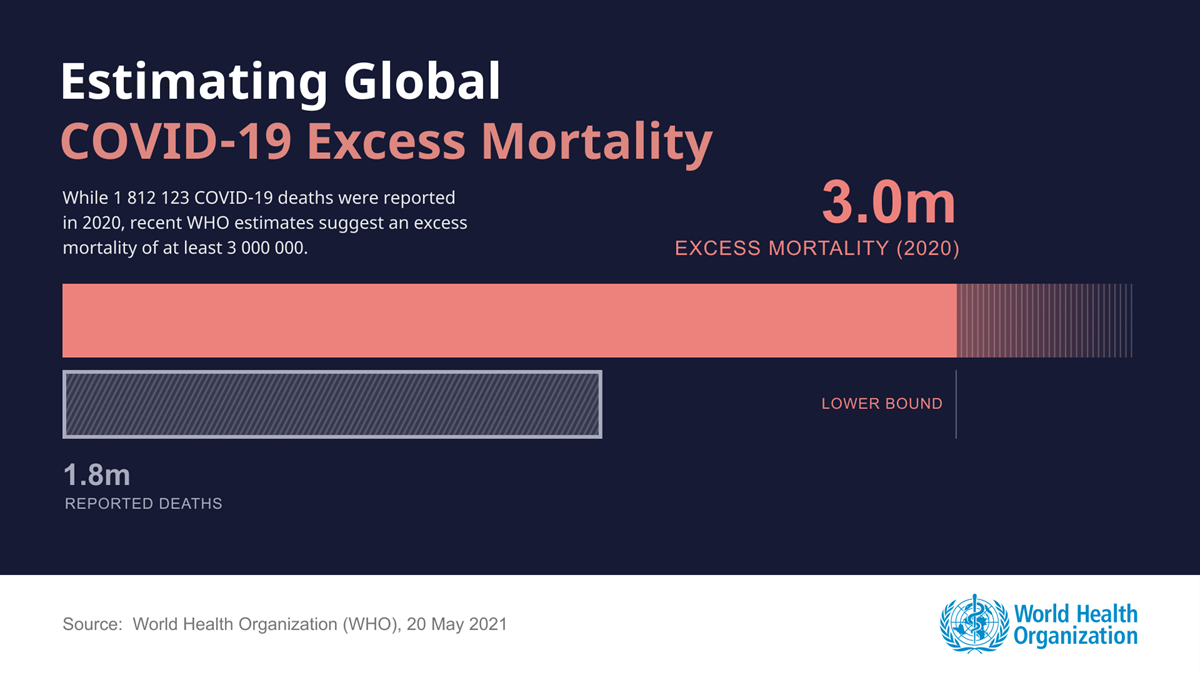 Estimating Global
COVID-19 Excess Mortality
While 1 812 123 COVID-19 deaths were reported
in 2020, recent WHO estimates suggest an excess
mortality of at least 3 000 000.
3.0m
EXCESS MORTALITY (2020)
LOWER BOUND
1.8m
REPORTED DEATHS
Source: World Health Organization (WHO), 20 May 2021
World Health
Organization